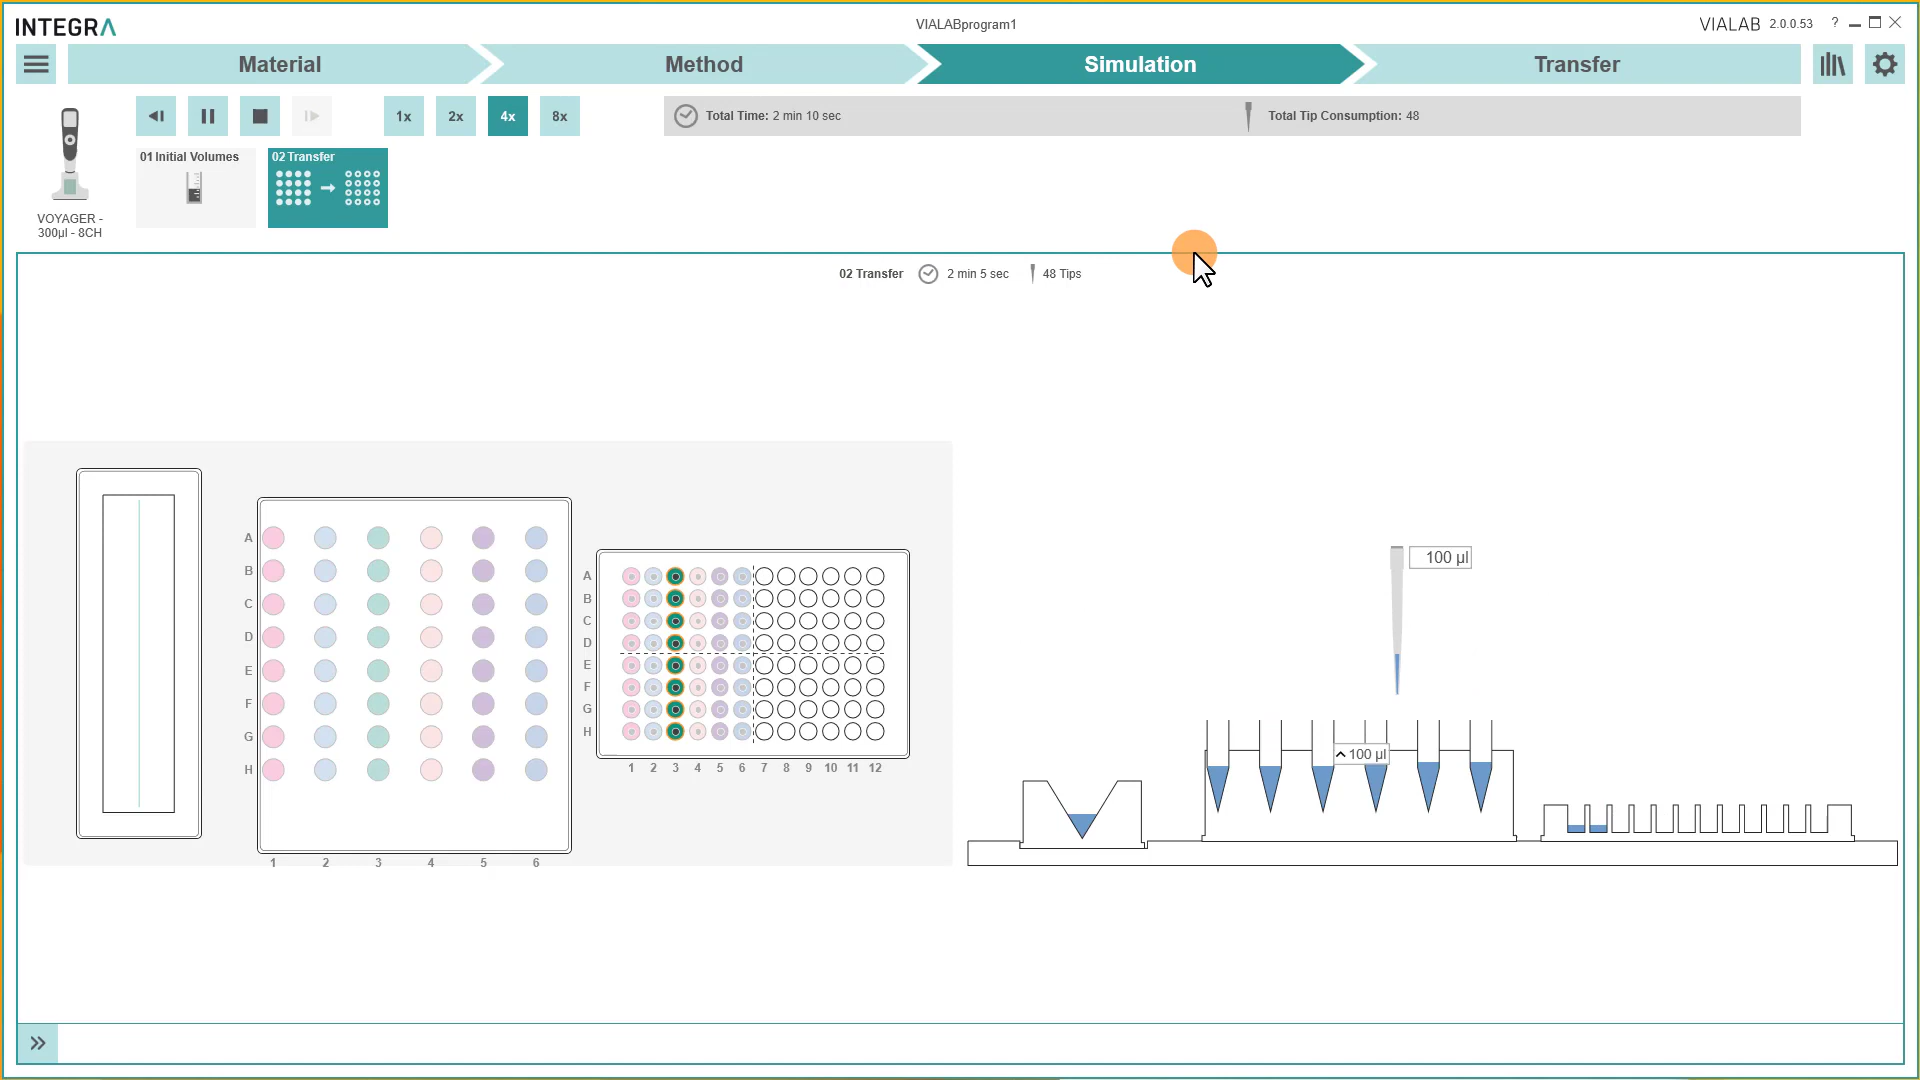 INTEGRA
VIALABprogram1
VIALAB 2.0.0.53 ?
Material
Method
Simulation
Transfer
1x
2x
4x
8x
Total Time: 2 min 10 sec
Total Tip Consumption: 48
VOYAGER -
300µl - 8CH
01 Initial Volumes
02 Transfer
02 Transfer 2 min 5 sec 48 Tips
A
B
C
D
E
F
G
H
1 2 3 4 5 6
A
B
C
D
E
F
G
H
1 2 3 4 5 6 7 8 9 10 11 12
100 µl
100 µl